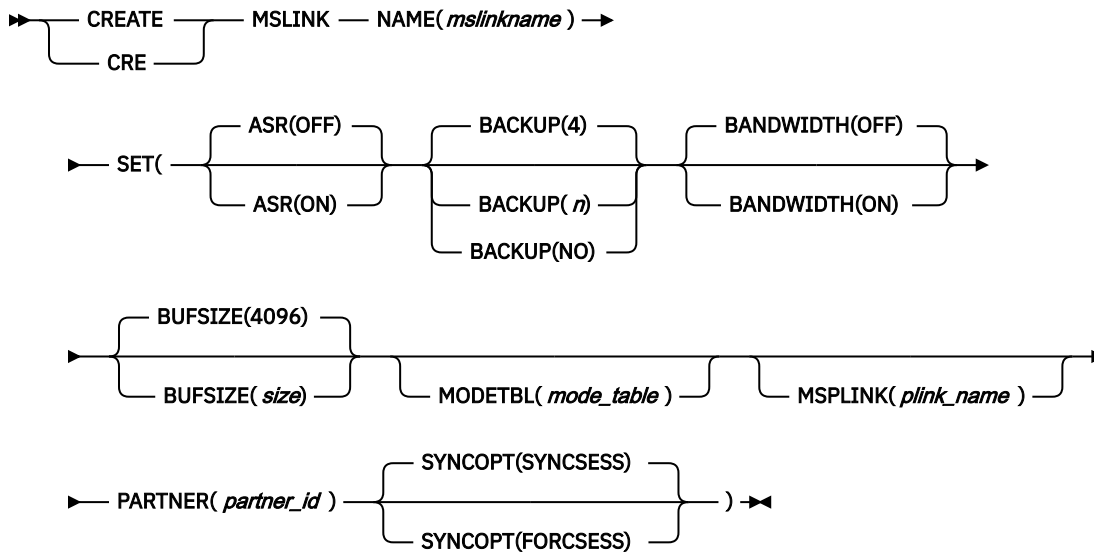 CREATE MSLINK NAME( mslinkname )
CRE
ASR(OFF) BACKUP(4) BANDWIDTH(OFF)
SET(
ASR(ON) BACKUP( n) BANDWIDTH(ON)
BACKUP(NO)
BUFSIZE(4096)
BUFSIZE( size) MODETBL( mode_table ) MSPLINK( plink_name )
SYNCOPT(SYNCSESS)
PARTNER( partner_id ) )
SYNCOPT(FORCSESS)